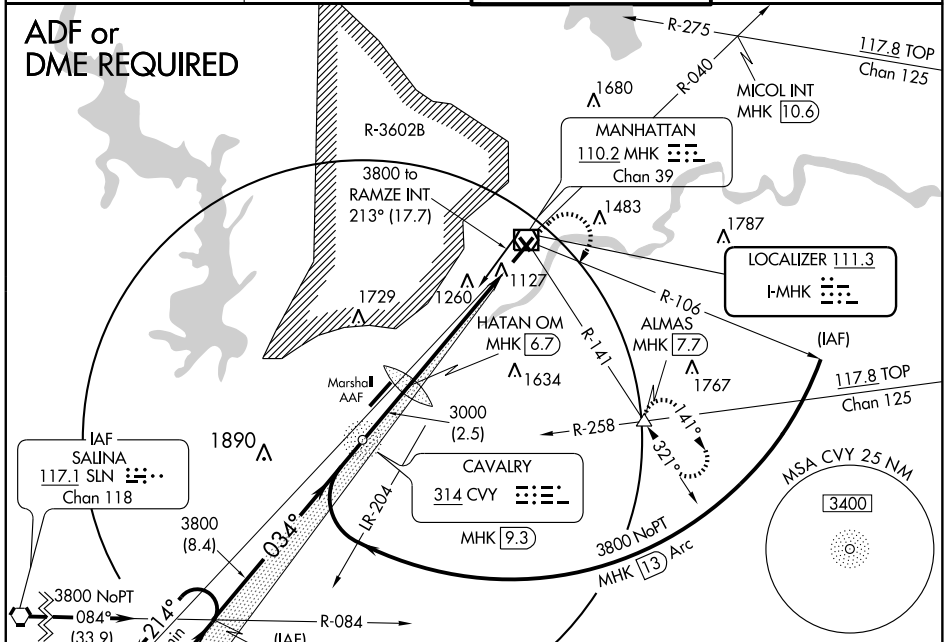 ADF or
DME REQUIRED
R-275
117.8 TOP
Chan 125
R-040
MICOL INT
MHK 10.6
1680
R-3602B
MANHATTAN
110.2 MHK
Chan 39
3800 to
RAMZE INT
213° (17.7)
1483
1787
LOCALIZER 111.3
I-MHK
1127
1260
1729
R-106
HATAN OM
MHK 6.7
R-141
ALMAS
MHK 7.7
(IAF)
1634
1767
117.8 TOP
Chan 125
Marshall
AAF
3000
(2.5)
R-258
141°
321°
1890
IAF
SALINA
117.1 SLN
Chan 118
CAVALRY
314 CVY
MHK 9.3
LR-204
MSA CVY 25 NM
3400
3800
(8.4)
034°
3800 NoPT
MHK 13 Arc
3800 NoPT
084°
(33.9)
214°
min
R-084
(IAF)